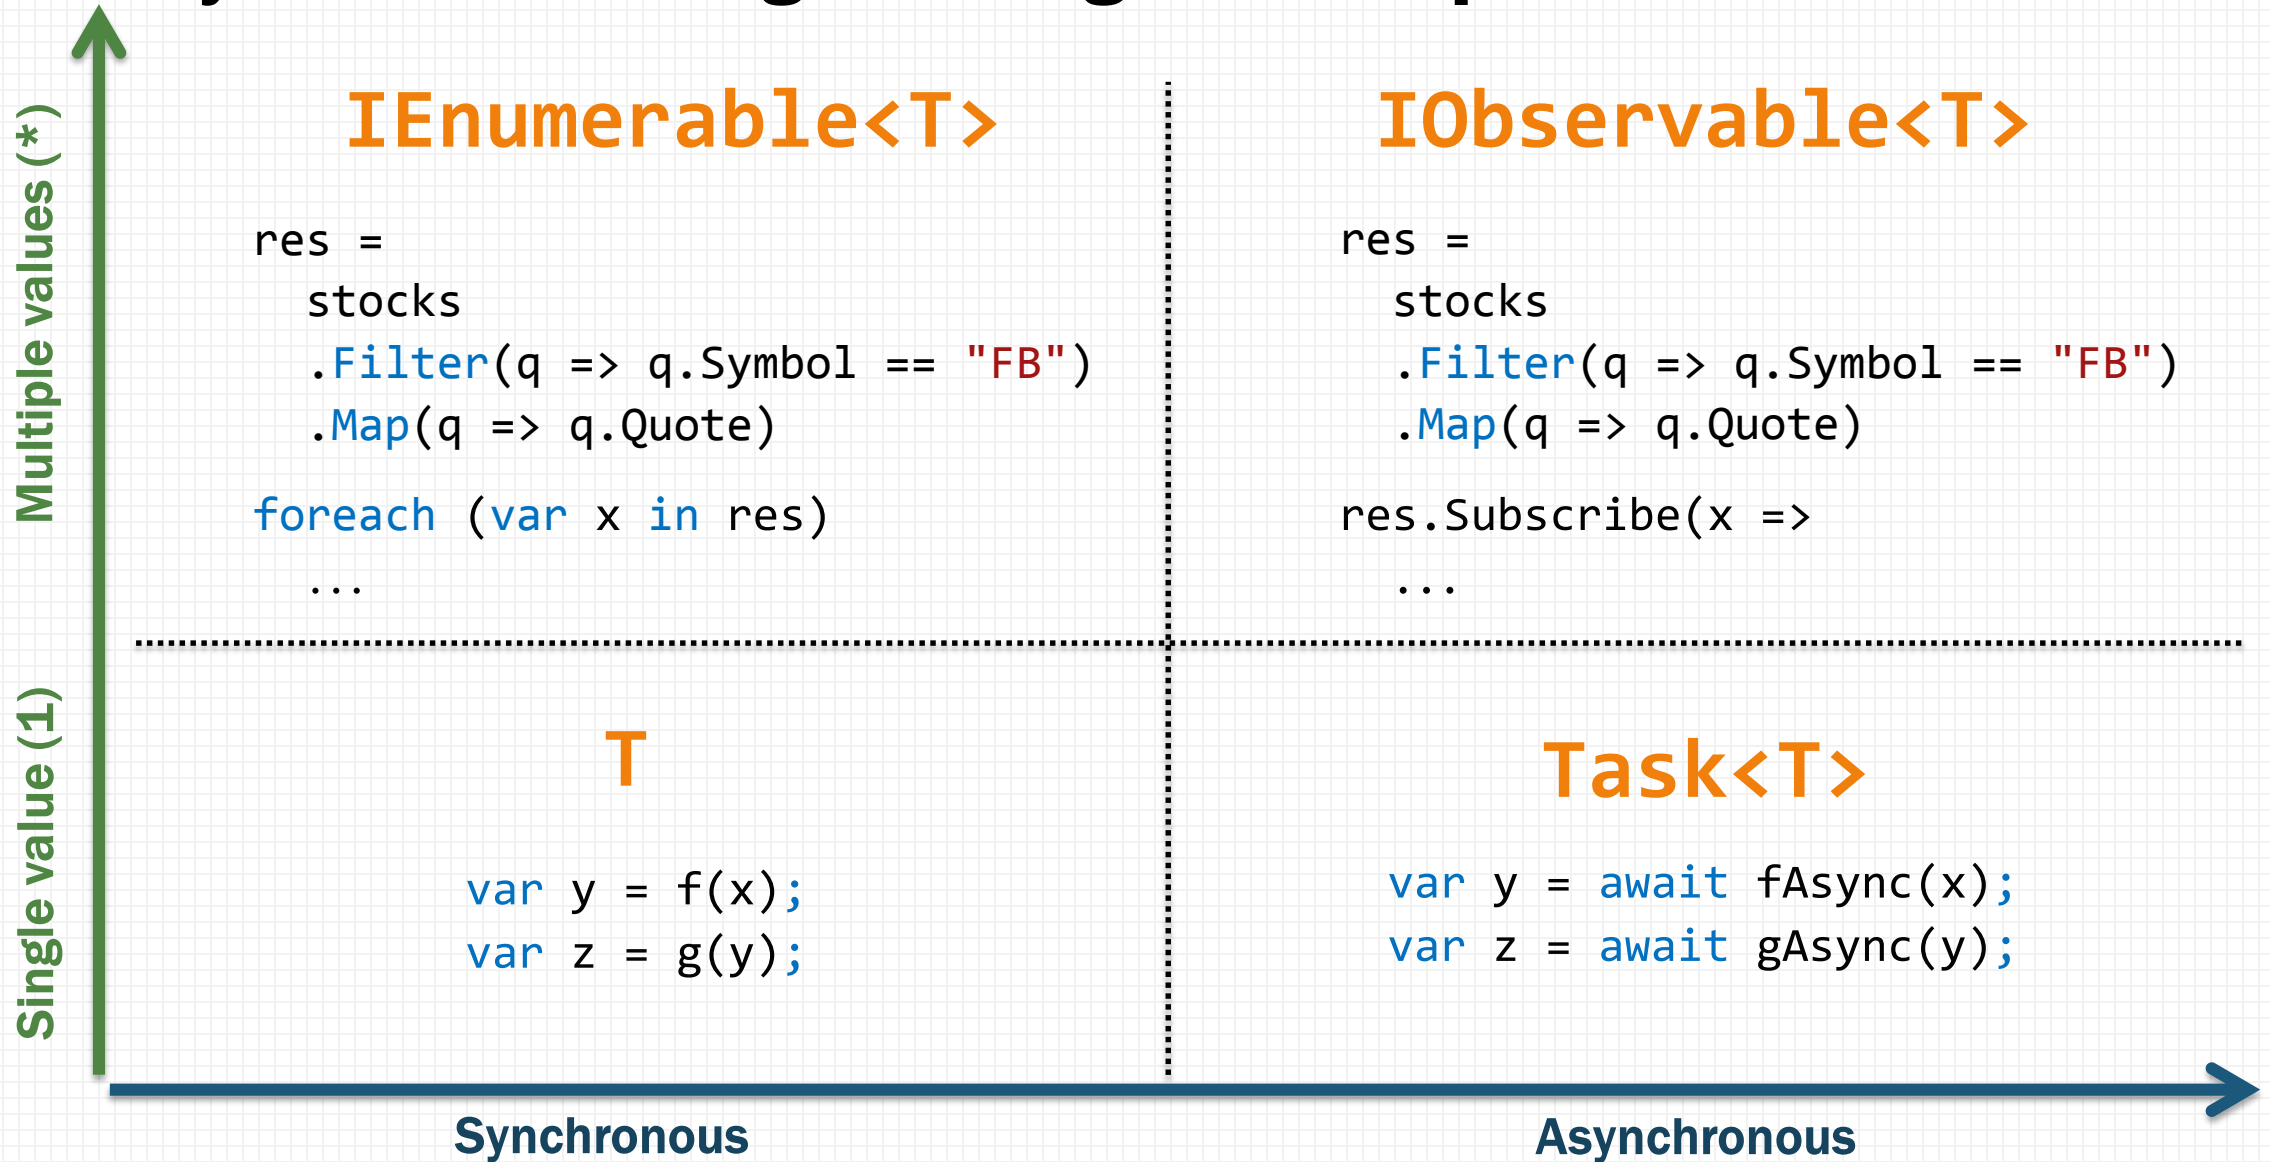 Multiple values (*)
IEnumerable<T>
res =
stocks
.Filter(q => q.Symbol == "FB")
.Map(q => q.Quote)
foreach (var x in res)
...
IObservable<T>
res =
stocks
.Filter(q => q.Symbol == "FB")
.Map(q => q.Quote)
res.Subscribe(x =>
...
Single value (1)
T
var y = f(x);
var z = g(y);
Task<T>
var y = await fAsync(x);
var z = await gAsync(y);
Synchronous
Asynchronous